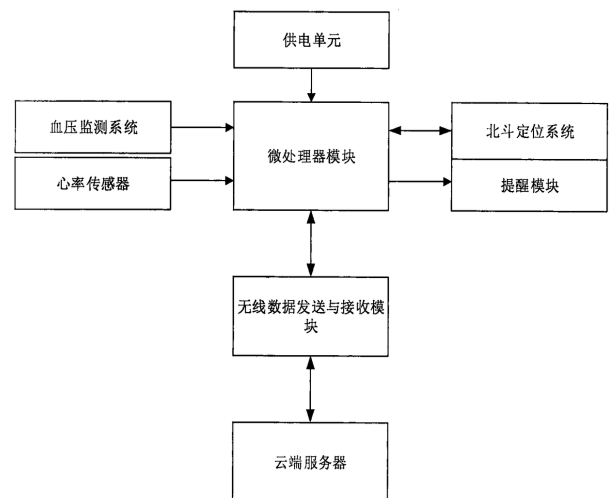 供电单元
血压监测系统
心率传感器
微处理器模块
北斗定位系统
提醒模块
无线数据发送与接收模
块
云端服务器